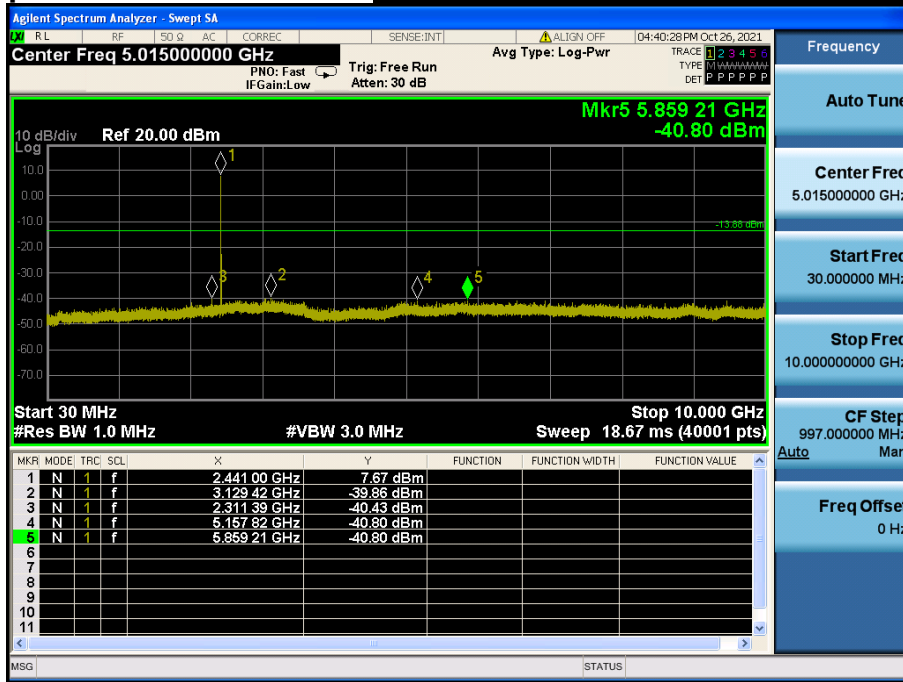 Agilent Spectrum Analyzer - Swept SA
LXI RL RF 50 Ω AC CORREC SENSE:INT ALIGN OFF 04:40:28 PM Oct 26, 2021
Center Freq 5.015000000 GHz
PNO: Fast
IFGain:Low
Trig: Free Run
Atten: 30 dB
Avg Type: Log-Pwr
TRACE 1 2 3 4 5 6
TYPE M WWWWW
DET P P P P P P
Mkr5 5.859 21 GHz
-40.80 dBm
10 dB/div Ref 20.00 dBm
Log
10.0
0.00
-10.0
-20.0
-30.0
-40.0
-50.0
-60.0
-70.0
1
2
3
4
5
-13.88 dBm
Start 30 MHz Stop 10.000 GHz
#Res BW 1.0 MHz #VBW 3.0 MHz Sweep 18.67 ms (40001 pts)
MKR MODE TRC SCL X Y FUNCTION FUNCTION WIDTH FUNCTION VALUE
1 N 1 f 2.441 00 GHz 7.67 dBm
2 N 1 f 3.129 42 GHz -39.86 dBm
3 N 1 f 2.311 39 GHz -40.43 dBm
4 N 1 f 5.157 82 GHz -40.80 dBm
5 N 1 f 5.859 21 GHz -40.80 dBm
6
7
8
9
10
11
MSG STATUS
Frequency
Auto Tune
Center Freq
5.015000000 GHz
Start Freq
30.000000 MHz
Stop Freq
10.000000000 GHz
CF Step
997.000000 MHz
Auto Man
Freq Offset
0 Hz